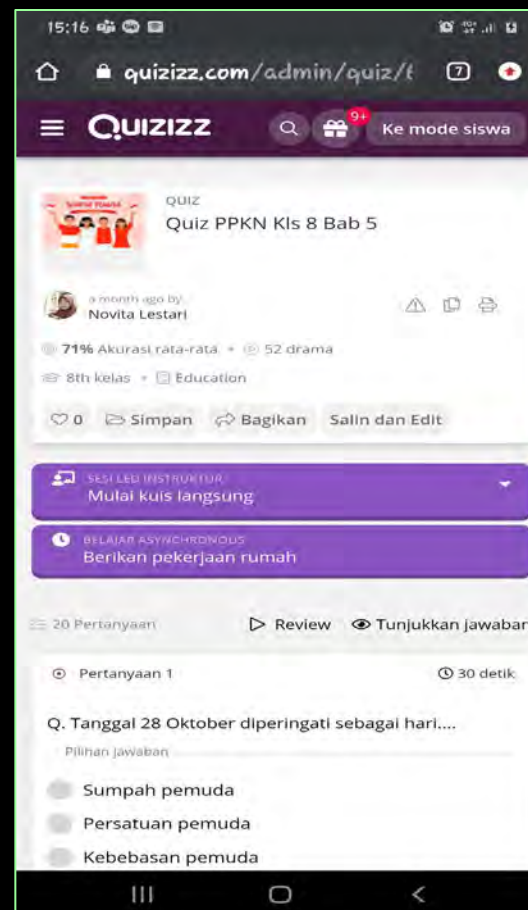 15:16
quizizz.com/admin/quiz/6
7
QUIZIZZ
9+
Ke mode siswa
QUIZ
Quiz PPKN Kls 8 Bab 5
a month ago by
Novita Lestari
71% Akurasi rata-rata • 52 drama
8th kelas • Education
0 Simpan Bagikan Salin dan Edit
SESI LED INSTRUKTUR
Mulai kuis langsung
BELAJAR ASYNCHRONOUS
Berikan pekerjaan rumah
20 Pertanyaan Review Tunjukkan jawaban
Pertanyaan 1 30 detik
Q. Tanggal 28 Oktober diperingati sebagai hari....
Pilihan jawaban
Sumpah pemuda
Persatuan pemuda
Kebebasan pemuda